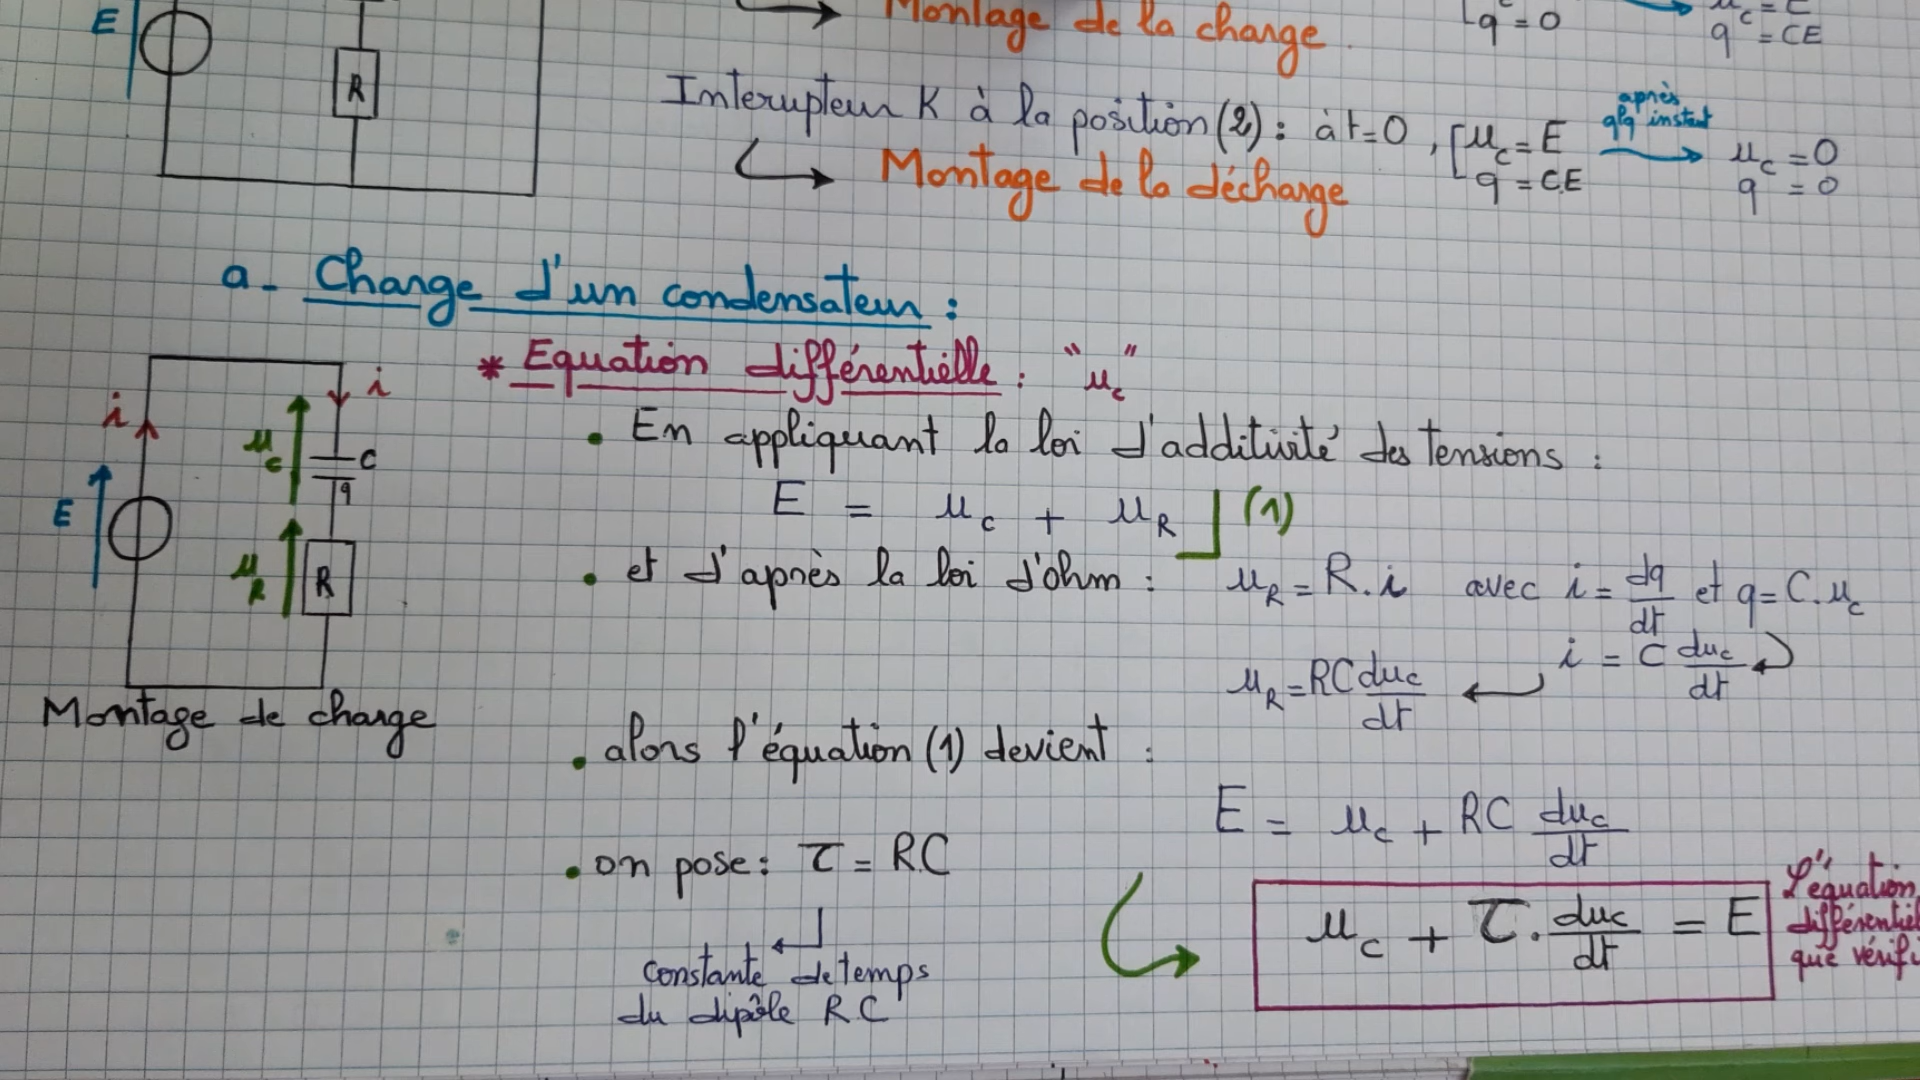 E
R
Montage de la charge.
q = 0
u_c = E
q = CE
Interupteur K à la position (2) : à t=0 , u_c = E
q = CE
après
qlq instant
u_c = 0
q = 0
Montage de la décharge
a - Charge d'un condensateur :
* Equation différentielle : "u_c"
i
i
u_c
C
q
E
u_R
R
Montage de charge
• En appliquant la loi d'additivité des tensions :
E = u_c + u_R (1)
• et d'après la loi d'ohm : u_R = R.i avec i = dq/dt et q = C.u_c
i = C du_c/dt
u_R = RC du_c/dt
• alors l'équation (1) devient :
E = u_c + RC du_c/dt
• on pose : τ = RC
constante de temps
du dipôle RC
u_c + τ . du_c/dt = E
L'équation
différentiel
que vérifi